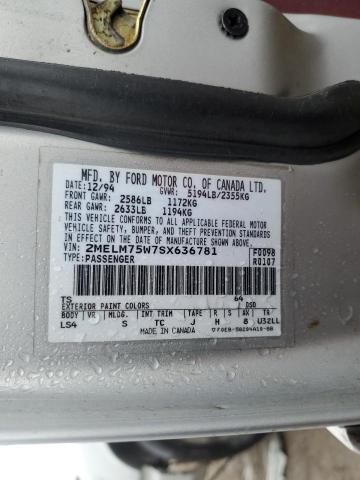 MFD. BY FORD MOTOR CO. OF CANADA LTD.
DATE: 12/94 GVWR: 5194LB/2355KG
FRONT GAWR: 2586LB 1172KG
REAR GAWR: 2633LB 1194KG
THIS VEHICLE CONFORMS TO ALL APPLICABLE FEDERAL MOTOR
VEHICLE SAFETY, BUMPER, AND THEFT PREVENTION STANDARDS
IN EFFECT ON THE DATE OF MANUFACTURE SHOWN ABOVE.
VIN: 2MELM75W7SX636781 F0098
TYPE: PASSENGER R0107
TS 64
EXTERIOR PAINT COLORS DSO
BODY VR MLDG. INT TRIM TAPE R S AX TR
LS4 S TC J H 8 U32LL
MADE IN CANADA